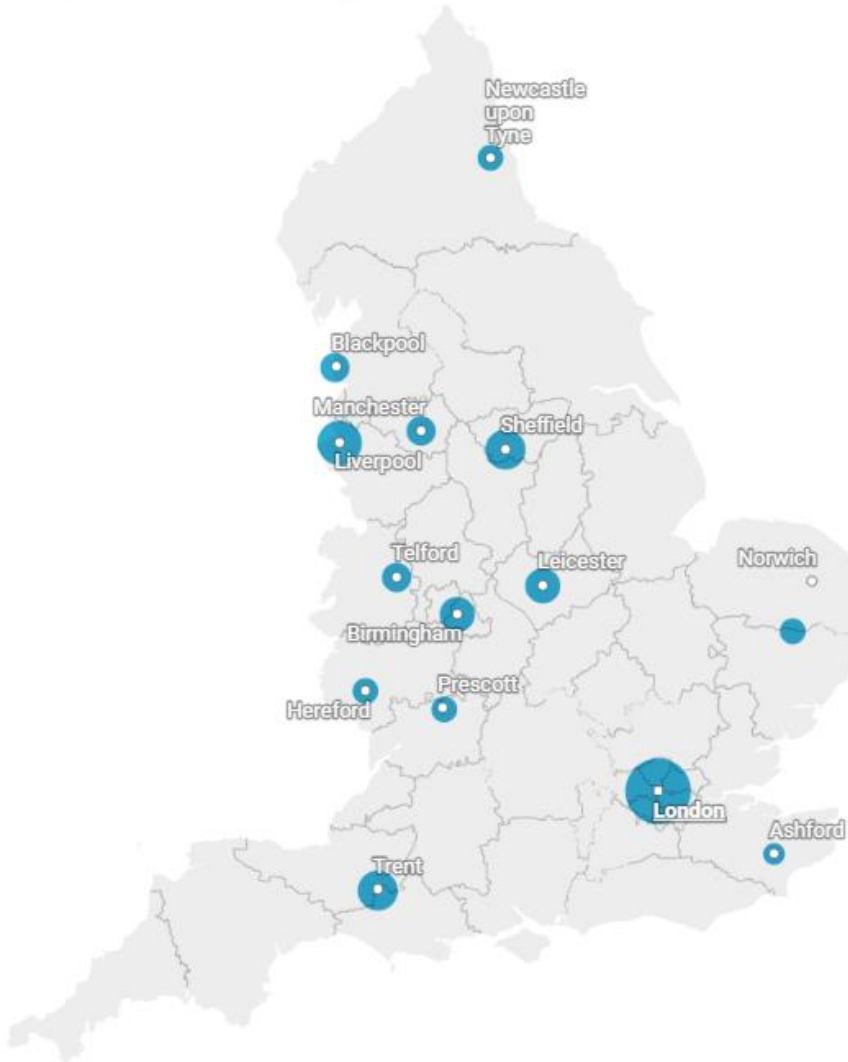 Newcastle
upon
Tyne
Blackpool
Manchester
Sheffield
Liverpool
Telford
Leicester
Norwich
Birmingham
Prescott
Hereford
London
Ashford
Trent